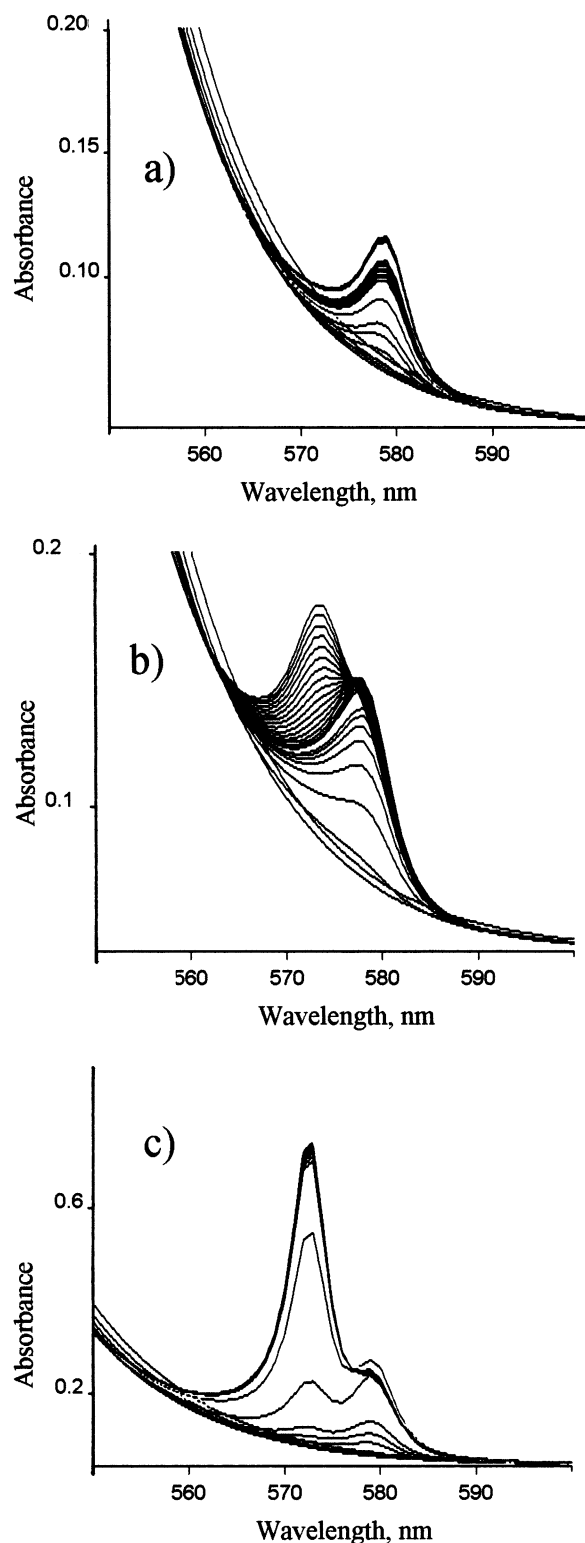 0.20
0.15
a)
0.10
Absorbance
560 570 580 590
Wavelength, nm
0.2
b)
0.1
Absorbance
560 570 580 590
Wavelength, nm
c)
0.6
0.2
Absorbance
560 570 580 590
Wavelength, nm